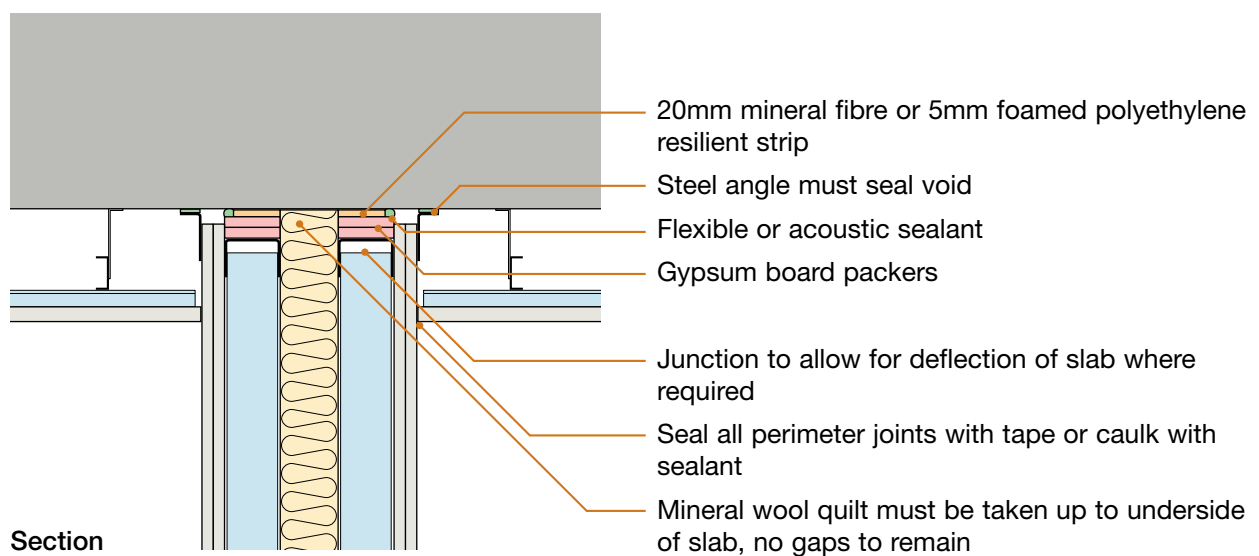 20mm mineral fibre or 5mm foamed polyethylene
resilient strip
Steel angle must seal void
Flexible or acoustic sealant
Gypsum board packers
Junction to allow for deflection of slab where
required
Seal all perimeter joints with tape or caulk with
sealant
Mineral wool quilt must be taken up to underside
of slab, no gaps to remain
Section